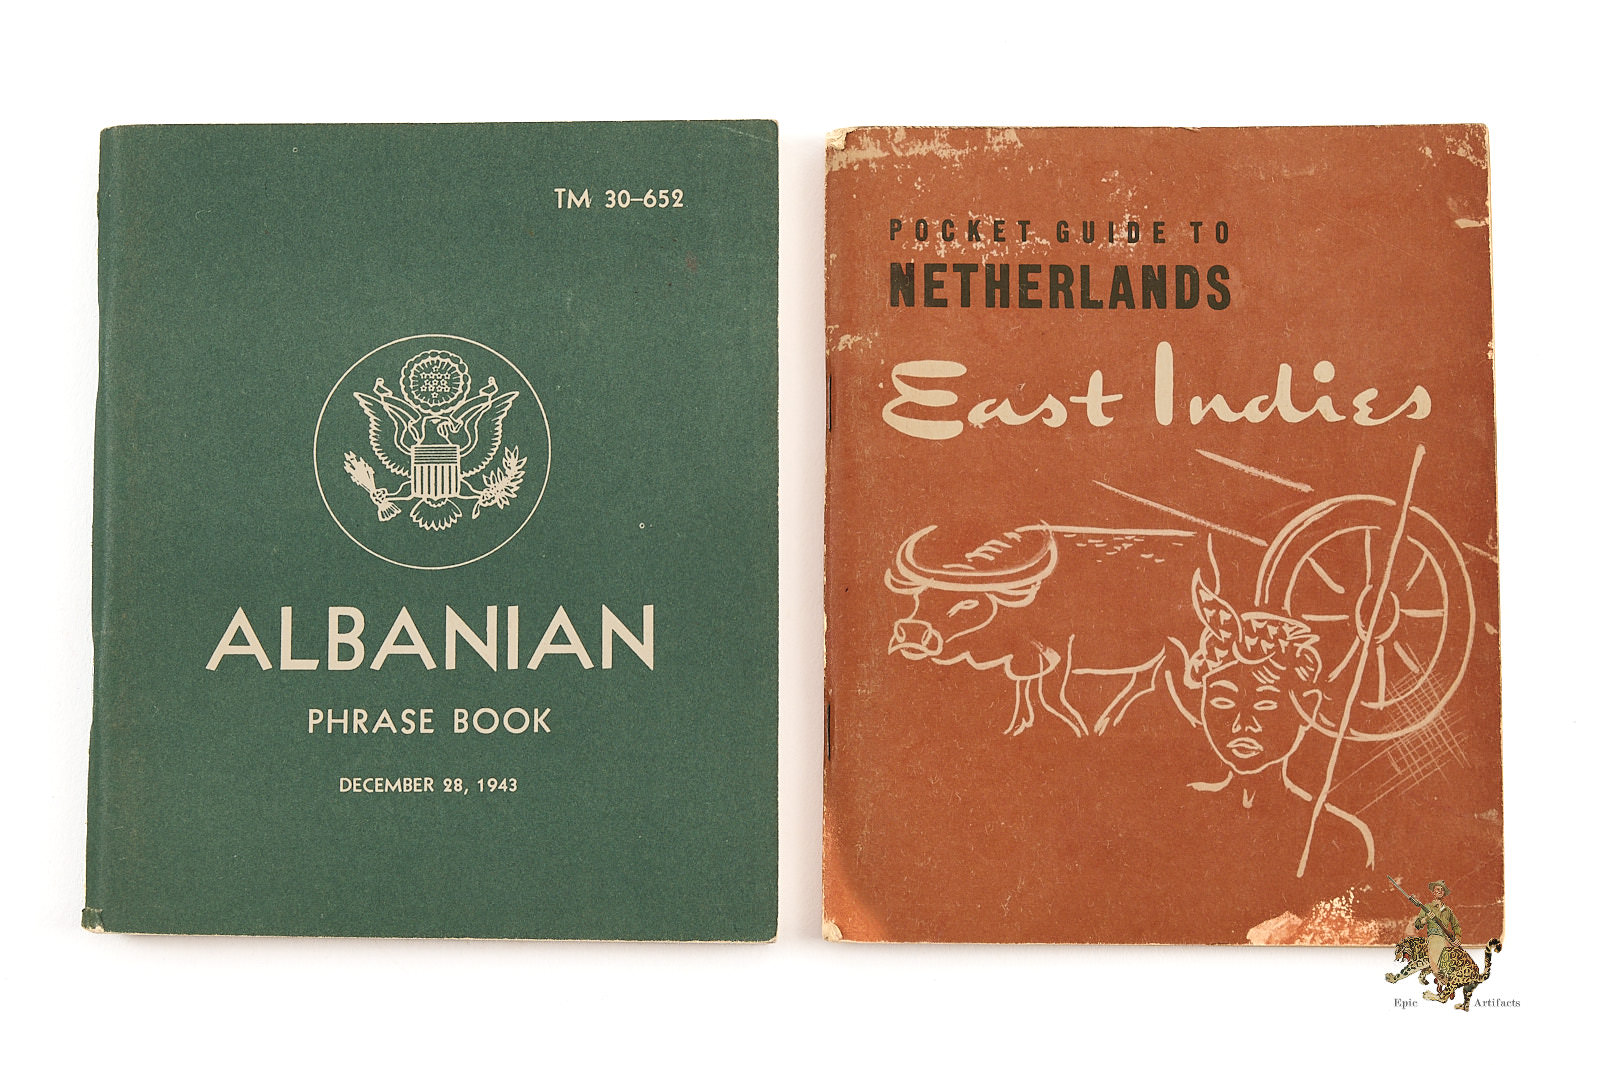 TM 30–652
ALBANIAN
PHRASE BOOK
DECEMBER 28, 1943
POCKET GUIDE TO
NETHERLANDS
East Indies
Epic Artifacts